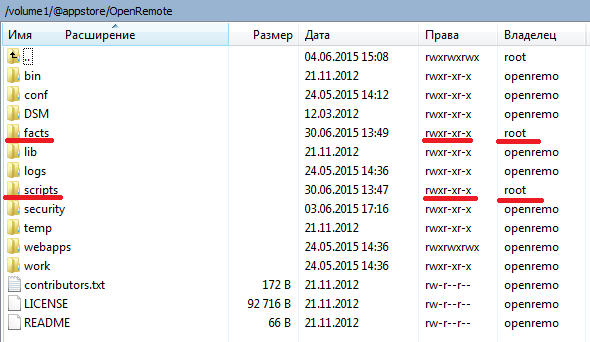 /volume1/@appstore/OpenRemote
Имя Расширение Размер Дата Права Владелец
.. 04.06.2015 15:08 rwxrwxrwx root
bin 21.11.2012 rwxr-xr-x openremo
conf 24.05.2015 14:12 rwxr-xr-x openremo
DSM 12.03.2012 rwxr-xr-x openremo
facts 30.06.2015 13:49 rwxr-xr-x root
lib 21.11.2012 rwxr-xr-x openremo
logs 24.05.2015 14:36 rwxr-xr-x openremo
scripts 30.06.2015 13:47 rwxr-xr-x root
security 03.06.2015 17:16 rwxr-xr-x openremo
temp 21.11.2012 rwxr-xr-x openremo
webapps 24.05.2015 14:36 rwxrwxrwx openremo
work 24.05.2015 14:36 rwxr-xr-x openremo
contributors.txt 172 B 21.11.2012 rw-r--r-- openremo
LICENSE 92 716 B 21.11.2012 rw-r--r-- openremo
README 66 B 21.11.2012 rw-r--r-- openremo